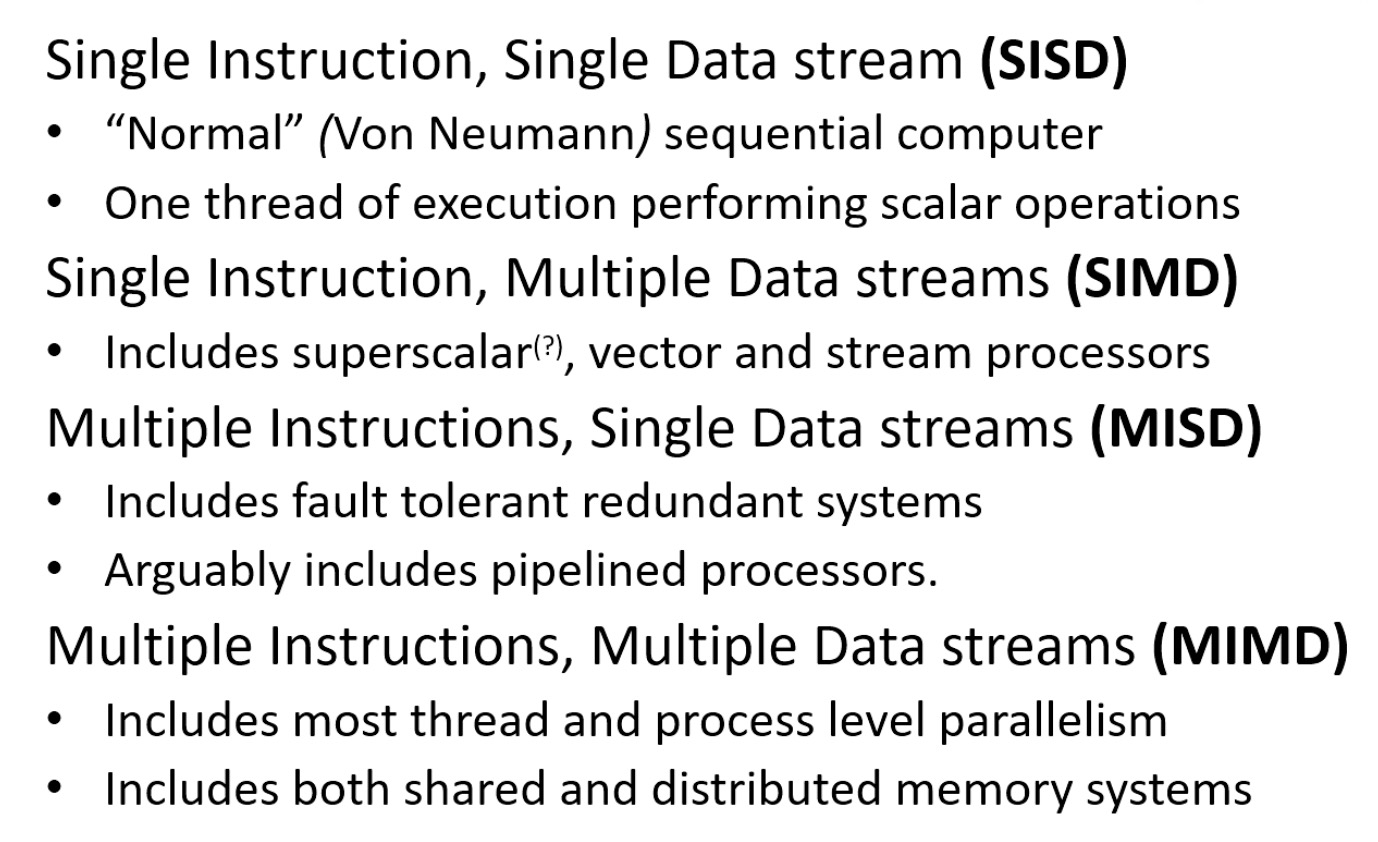 Single Instruction, Single Data stream (SISD)
• “Normal” (Von Neumann) sequential computer
• One thread of execution performing scalar operations
Single Instruction, Multiple Data streams (SIMD)
• Includes superscalar(?), vector and stream processors
Multiple Instructions, Single Data streams (MISD)
• Includes fault tolerant redundant systems
• Arguably includes pipelined processors.
Multiple Instructions, Multiple Data streams (MIMD)
• Includes most thread and process level parallelism
• Includes both shared and distributed memory systems